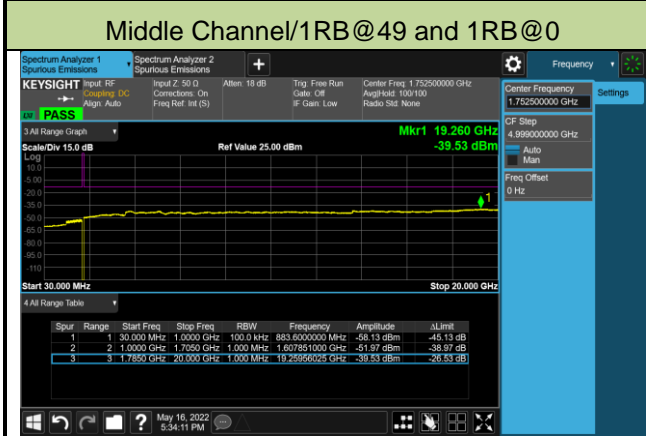 Middle Channel/1RB@49 and 1RB@0
Spectrum Analyzer 1
Spurious Emissions
Spectrum Analyzer 2
Spurious Emissions
+
Frequency
KEYSIGHT
Input: RF
Coupling: DC
Align: Auto
Input Z: 50 Ω
Corrections: On
Freq Ref: Int (S)
Atten: 18 dB
Trig: Free Run
Gate: Off
IF Gain: Low
Center Freq: 1.752500000 GHz
Avg|Hold: 100/100
Radio Std: None
LXI PASS
Center Frequency
1.752500000 GHz
Settings
CF Step
4.999000000 GHz
Auto
Man
Freq Offset
0 Hz
3 All Range Graph
Mkr1 19.260 GHz
Scale/Div 15.0 dB
Ref Value 25.00 dBm
-39.53 dBm
Log
10.0
-5.00
-20.0
-35.0
-50.0
-65.0
-80.0
-95.0
-110
1
Start 30.000 MHz
Stop 20.000 GHz
4 All Range Table
Spur Range Start Freq Stop Freq RBW Frequency Amplitude ΔLimit
1 1 30.000 MHz 1.0000 GHz 100.0 kHz 883.6000000 MHz -58.13 dBm -45.13 dB
2 2 1.0000 GHz 1.7050 GHz 1.000 MHz 1.607851000 GHz -51.97 dBm -38.97 dB
3 3 1.7850 GHz 20.000 GHz 1.000 MHz 19.25956025 GHz -39.53 dBm -26.53 dB
?
May 16, 2022
5:34:11 PM